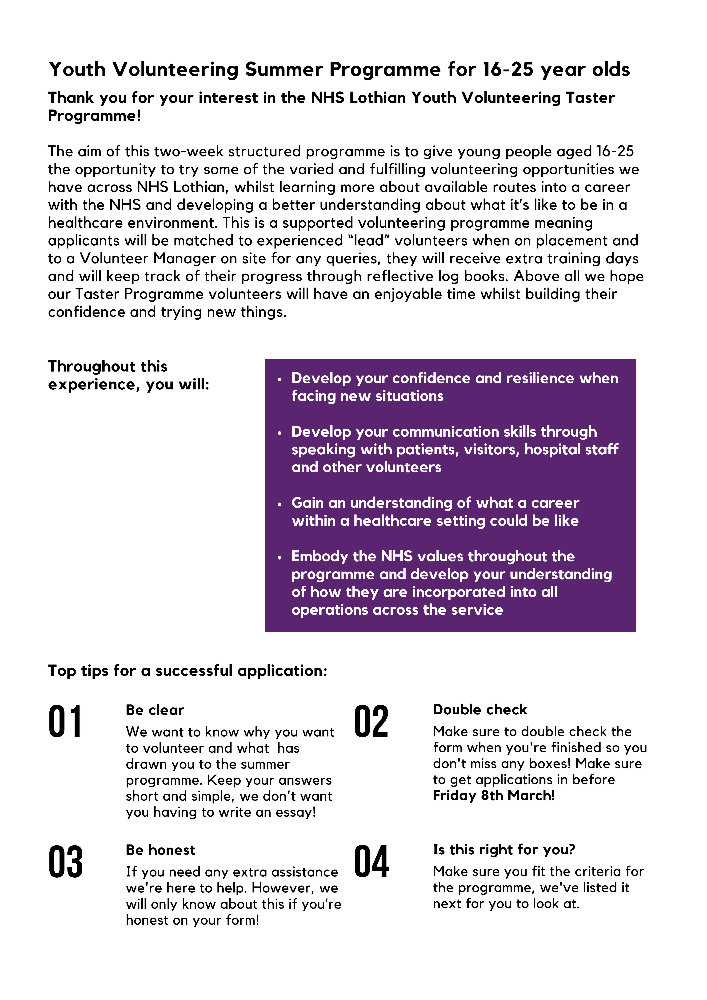 Youth Volunteering Summer Programme for 16-25 year olds
Thank you for your interest in the NHS Lothian Youth Volunteering Taster
Programme!
The aim of this two-week structured programme is to give young people aged 16-25
the opportunity to try some of the varied and fulfilling volunteering opportunities we
have across NHS Lothian, whilst learning more about available routes into a career
with the NHS and developing a better understanding about what it’s like to be in a
healthcare environment. This is a supported volunteering programme meaning
applicants will be matched to experienced “lead” volunteers when on placement and
to a Volunteer Manager on site for any queries, they will receive extra training days
and will keep track of their progress through reflective log books. Above all we hope
our Taster Programme volunteers will have an enjoyable time whilst building their
confidence and trying new things.
Throughout this
experience, you will:
• Develop your confidence and resilience when
facing new situations
• Develop your communication skills through
speaking with patients, visitors, hospital staff
and other volunteers
• Gain an understanding of what a career
within a healthcare setting could be like
• Embody the NHS values throughout the
programme and develop your understanding
of how they are incorporated into all
operations across the service
Top tips for a successful application:
01
Be clear
We want to know why you want
to volunteer and what  has
drawn you to the summer
programme. Keep your answers
short and simple, we don't want
you having to write an essay!
02
Double check
Make sure to double check the
form when you're finished so you
don't miss any boxes! Make sure
to get applications in before
Friday 8th March!
03
Be honest
If you need any extra assistance
we're here to help. However, we
will only know about this if you’re
honest on your form!
04
Is this right for you?
Make sure you fit the criteria for
the programme, we've listed it
next for you to look at.